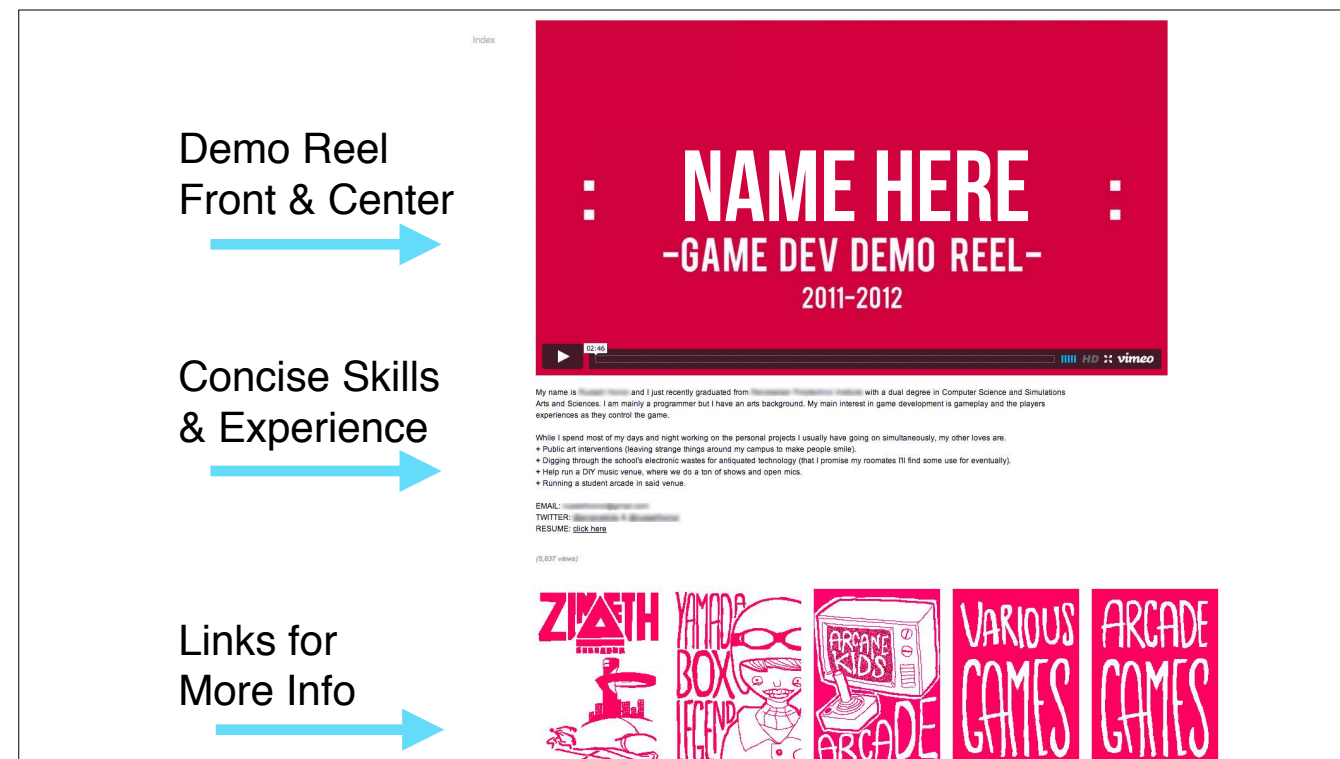 Index
Demo Reel
Front & Center
: NAME HERE :
-GAME DEV DEMO REEL-
2011-2012
02:46
HD vimeo
Concise Skills
& Experience
My name is and I just recently graduated from with a dual degree in Computer Science and Simulations
Arts and Sciences. I am mainly a programmer but I have an arts background. My main interest in game development is gameplay and the players
experiences as they control the game.
While I spend most of my days and night working on the personal projects I usually have going on simultaneously, my other loves are.
+ Public art interventions (leaving strange things around my campus to make people smile).
+ Digging through the school's electronic wastes for antiquated technology (that I promise my roomates I'll find some use for eventually).
+ Help run a DIY music venue, where we do a ton of shows and open mics.
+ Running a student arcade in said venue.
EMAIL:
TWITTER: &
RESUME: click here
(5,837 views)
Links for
More Info
ZINETH
YAMADA
BOX
LEGEND
ARCANE
KIDS
ARCADE
VARIOUS
GAMES
ARCADE
GAMES